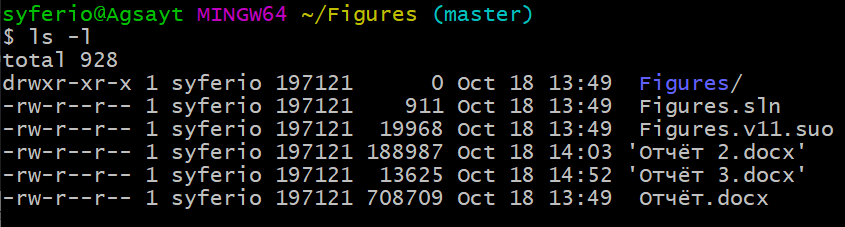 syferio@Agsayt MINGW64 ~/Figures (master)
$ ls -l
total 928
drwxr-xr-x 1 syferio 197121      0 Oct 18 13:49  Figures/
-rw-r--r-- 1 syferio 197121    911 Oct 18 13:49  Figures.sln
-rw-r--r-- 1 syferio 197121  19968 Oct 18 13:49  Figures.v11.suo
-rw-r--r-- 1 syferio 197121 188987 Oct 18 14:03 'Отчёт 2.docx'
-rw-r--r-- 1 syferio 197121  13625 Oct 18 14:52 'Отчёт 3.docx'
-rw-r--r-- 1 syferio 197121 708709 Oct 18 13:49  Отчёт.docx